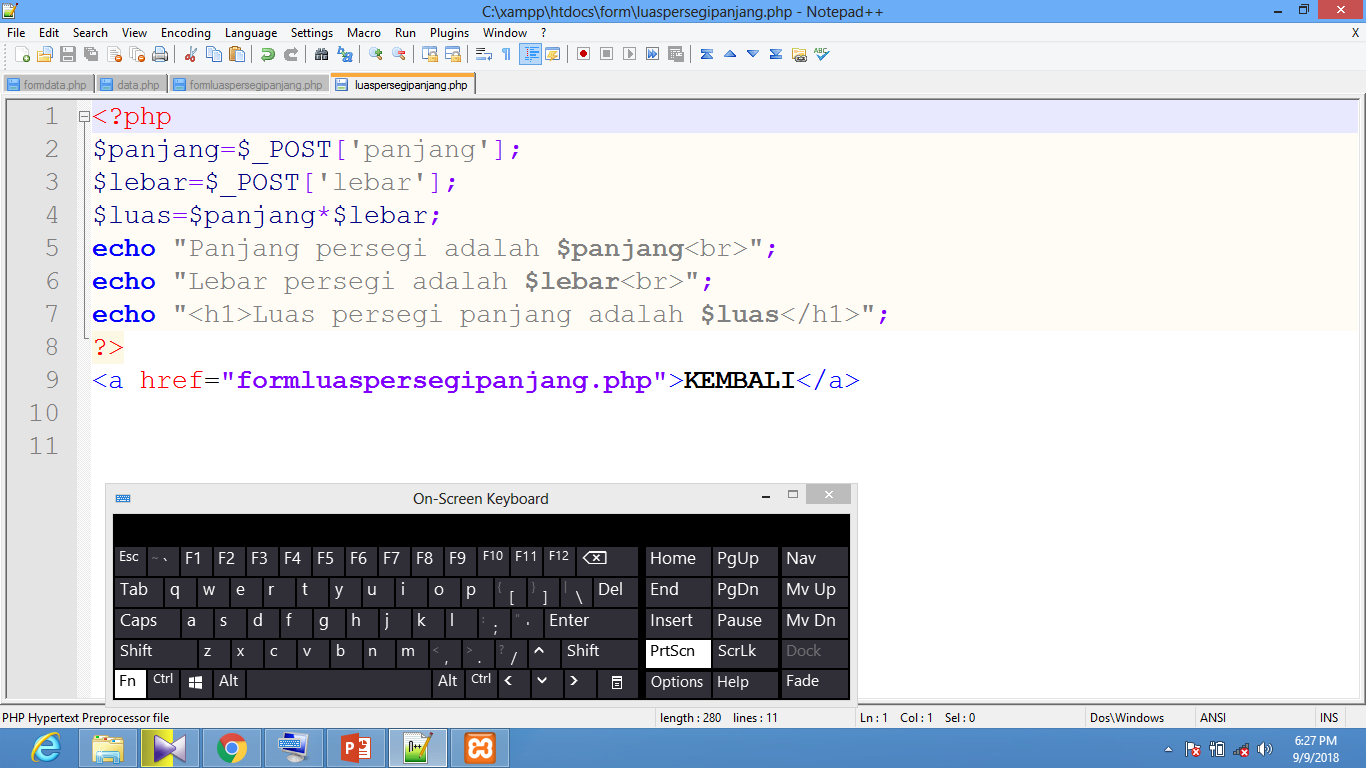 C:\xampp\htdocs\form\luaspersegipanjang.php - Notepad++
File Edit Search View Encoding Language Settings Macro Run Plugins Window ? X
formdata.php data.php formluaspersegipanjang.php luaspersegipanjang.php
1 <?php
2 $panjang=$_POST['panjang'];
3 $lebar=$_POST['lebar'];
4 $luas=$panjang*$lebar;
5 echo "Panjang persegi adalah $panjang<br>";
6 echo "Lebar persegi adalah $lebar<br>";
7 echo "<h1>Luas persegi panjang adalah $luas</h1>";
8 ?>
9 <a href="formluaspersegipanjang.php">KEMBALI</a>
10
11
On-Screen Keyboard
Esc ~ ` F1 F2 F3 F4 F5 F6 F7 F8 F9 F10 F11 F12 Home PgUp Nav
Tab q w e r t y u i o p { [ } ] | \ Del End PgDn Mv Up
Caps a s d f g h j k l : ; " ' Enter Insert Pause Mv Dn
Shift z x c v b n m < , > . ? / ^ Shift PrtScn ScrLk Dock
Fn Ctrl Alt Alt Ctrl Options Help Fade
PHP Hypertext Preprocessor file length : 280 lines : 11 Ln : 1 Col : 1 Sel : 0 Dos\Windows ANSI INS
6:27 PM
9/9/2018